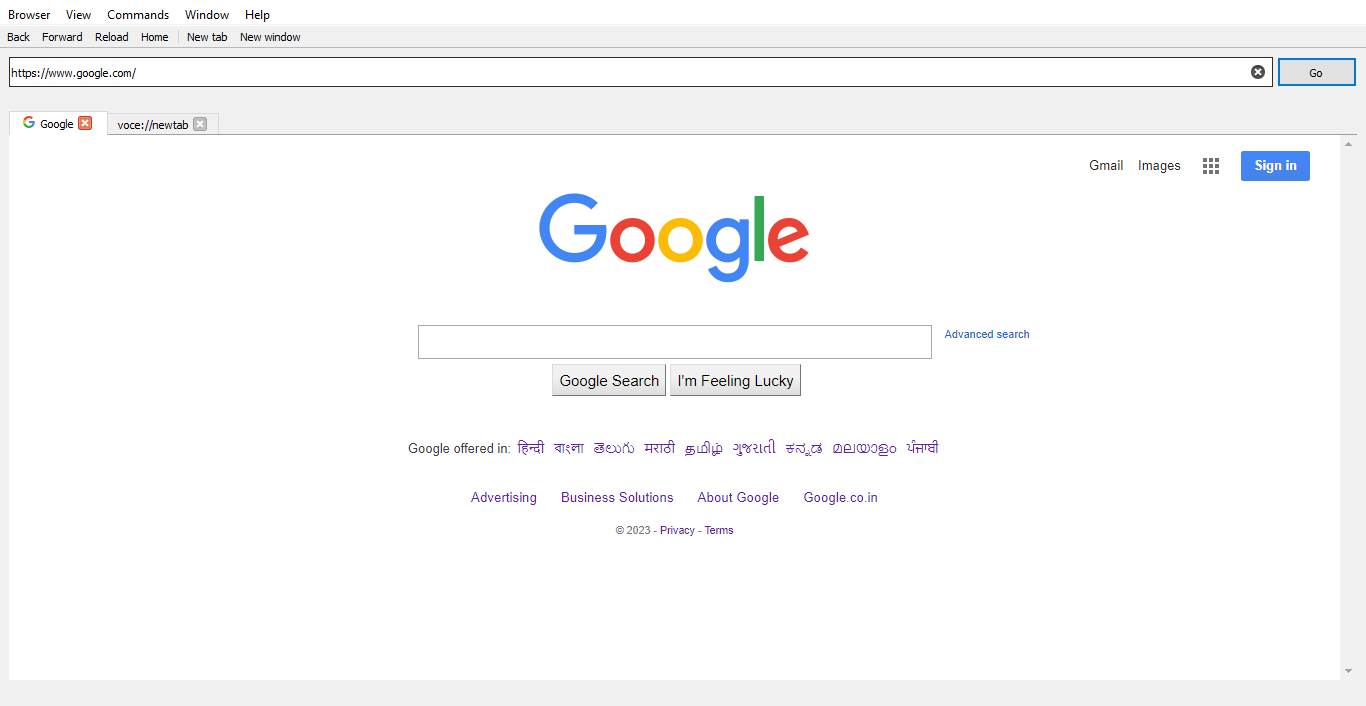 Browser View Commands Window Help
Back Forward Reload Home New tab New window
https://www.google.com/ Go
Google voce://newtab
Gmail Images Sign in
Google
Advanced search
Google Search I'm Feeling Lucky
Google offered in: हिन्दी বাংলা తెలుగు मराठी தமிழ் ગુજરાતી ಕನ್ನಡ മലയാളം ਪੰਜਾਬੀ
Advertising Business Solutions About Google Google.co.in
© 2023 - Privacy - Terms